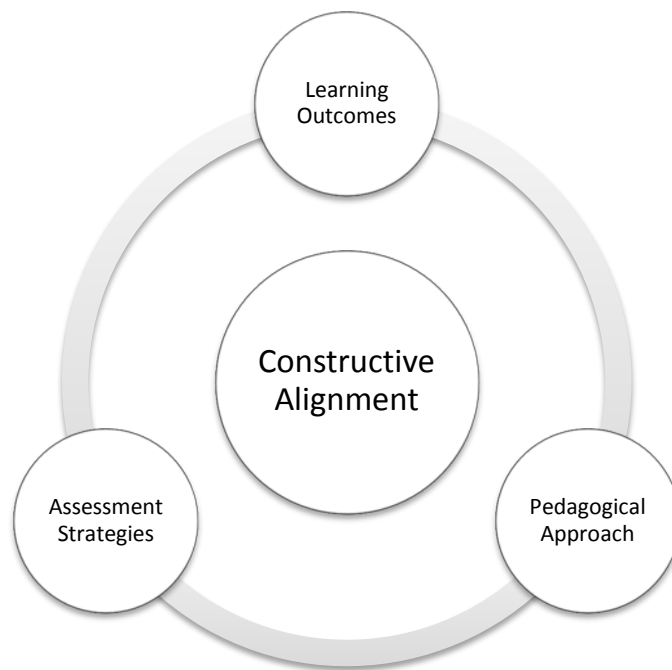 Learning
Outcomes
Constructive
Alignment
Assessment
Strategies
Pedagogical
Approach